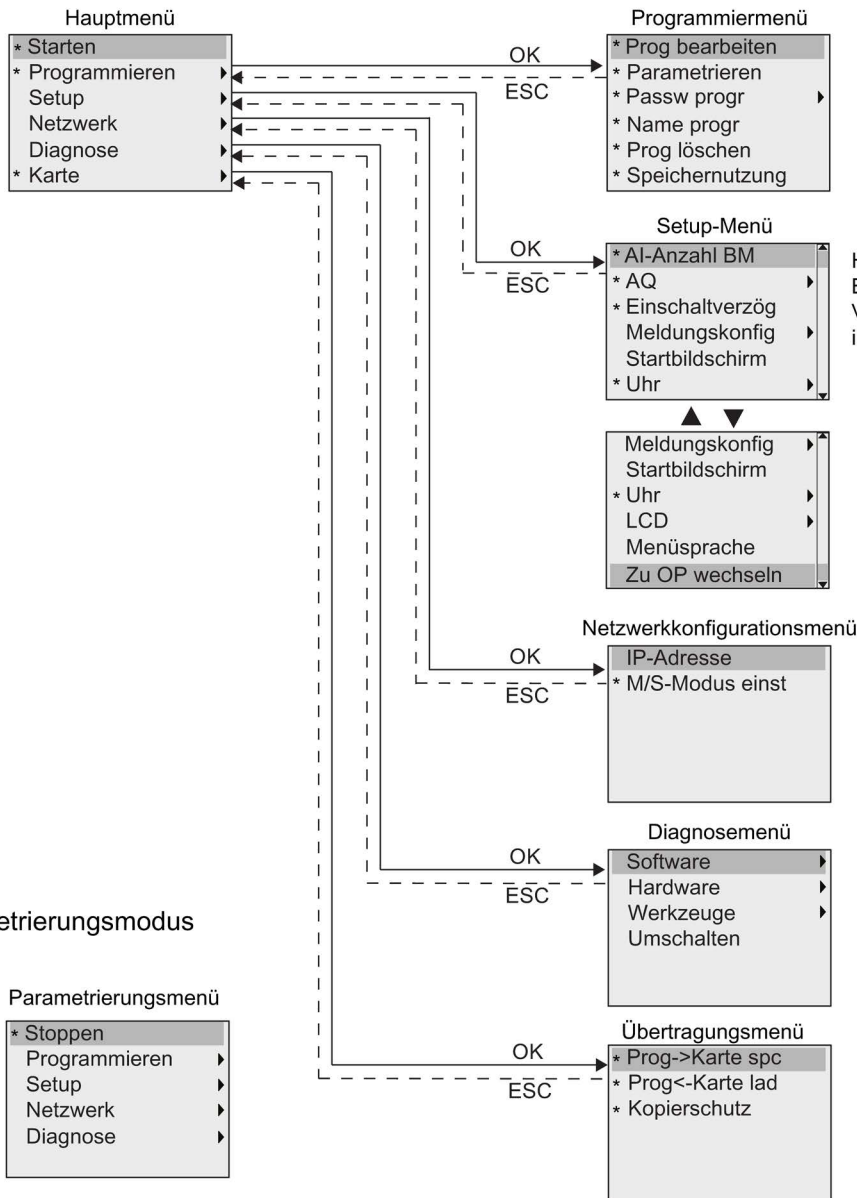 Hauptmenü
* Starten
* Programmieren
Setup
Netzwerk
Diagnose
* Karte
OK
ESC
Programmiermenü
* Prog bearbeiten
* Parametrieren
* Passw progr
* Name progr
* Prog löschen
* Speichernutzung
OK
ESC
Setup-Menü
* AI-Anzahl BM
* AQ
* Einschaltverzög
Meldungskonfig
Startbildschirm
* Uhr
Meldungskonfig
Startbildschirm
* Uhr
LCD
Menüsprache
Zu OP wechseln
OK
ESC
Netzwerkkonfigurationsmenü
IP-Adresse
* M/S-Modus einst
OK
ESC
Diagnosemenü
Software
Hardware
Werkzeuge
Umschalten
etrierungsmodus
Parametrierungsmenü
* Stoppen
Programmieren
Setup
Netzwerk
Diagnose
OK
ESC
Übertragungsmenü
* Prog->Karte spc
* Prog<-Karte lad
* Kopierschutz